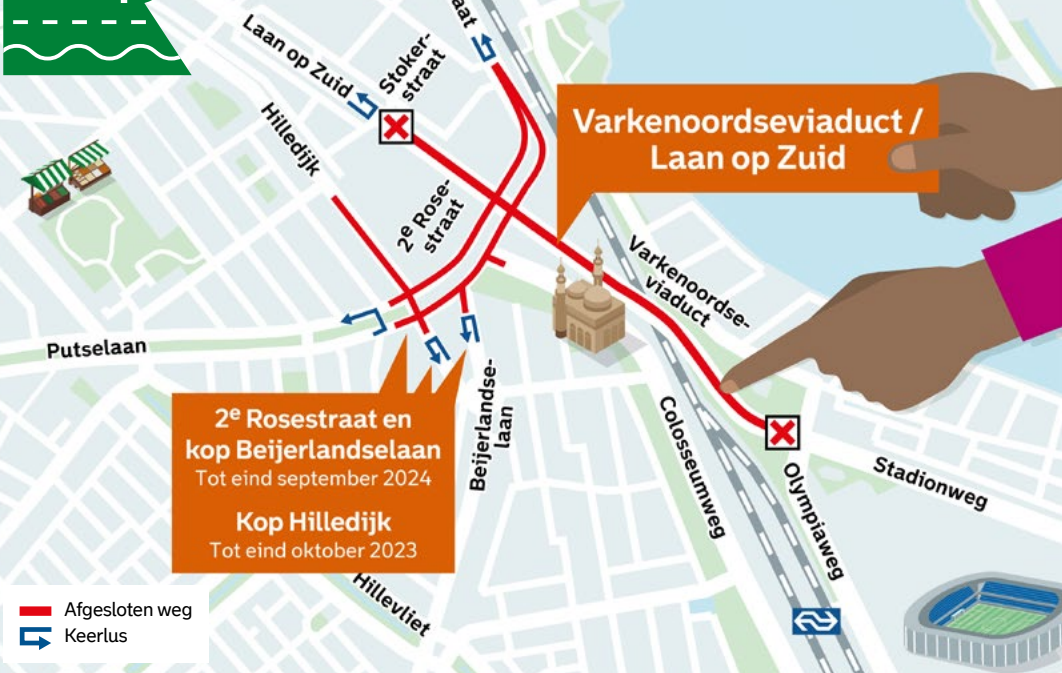 Laan op Zuid
Stoker-
straat
Hilledijk
2e Rose-
straat
Varkenoordseviaduct /
Laan op Zuid
Varkenoordse-
viaduct
Putselaan
Beijerlandse-
laan
2e Rosestraat en
kop Beijerlandselaan
Tot eind september 2024
Kop Hilledijk
Tot eind oktober 2023
Colosseumweg
Stadionweg
Olympiaweg
Hillevliet
Afgesloten weg
Keerlus